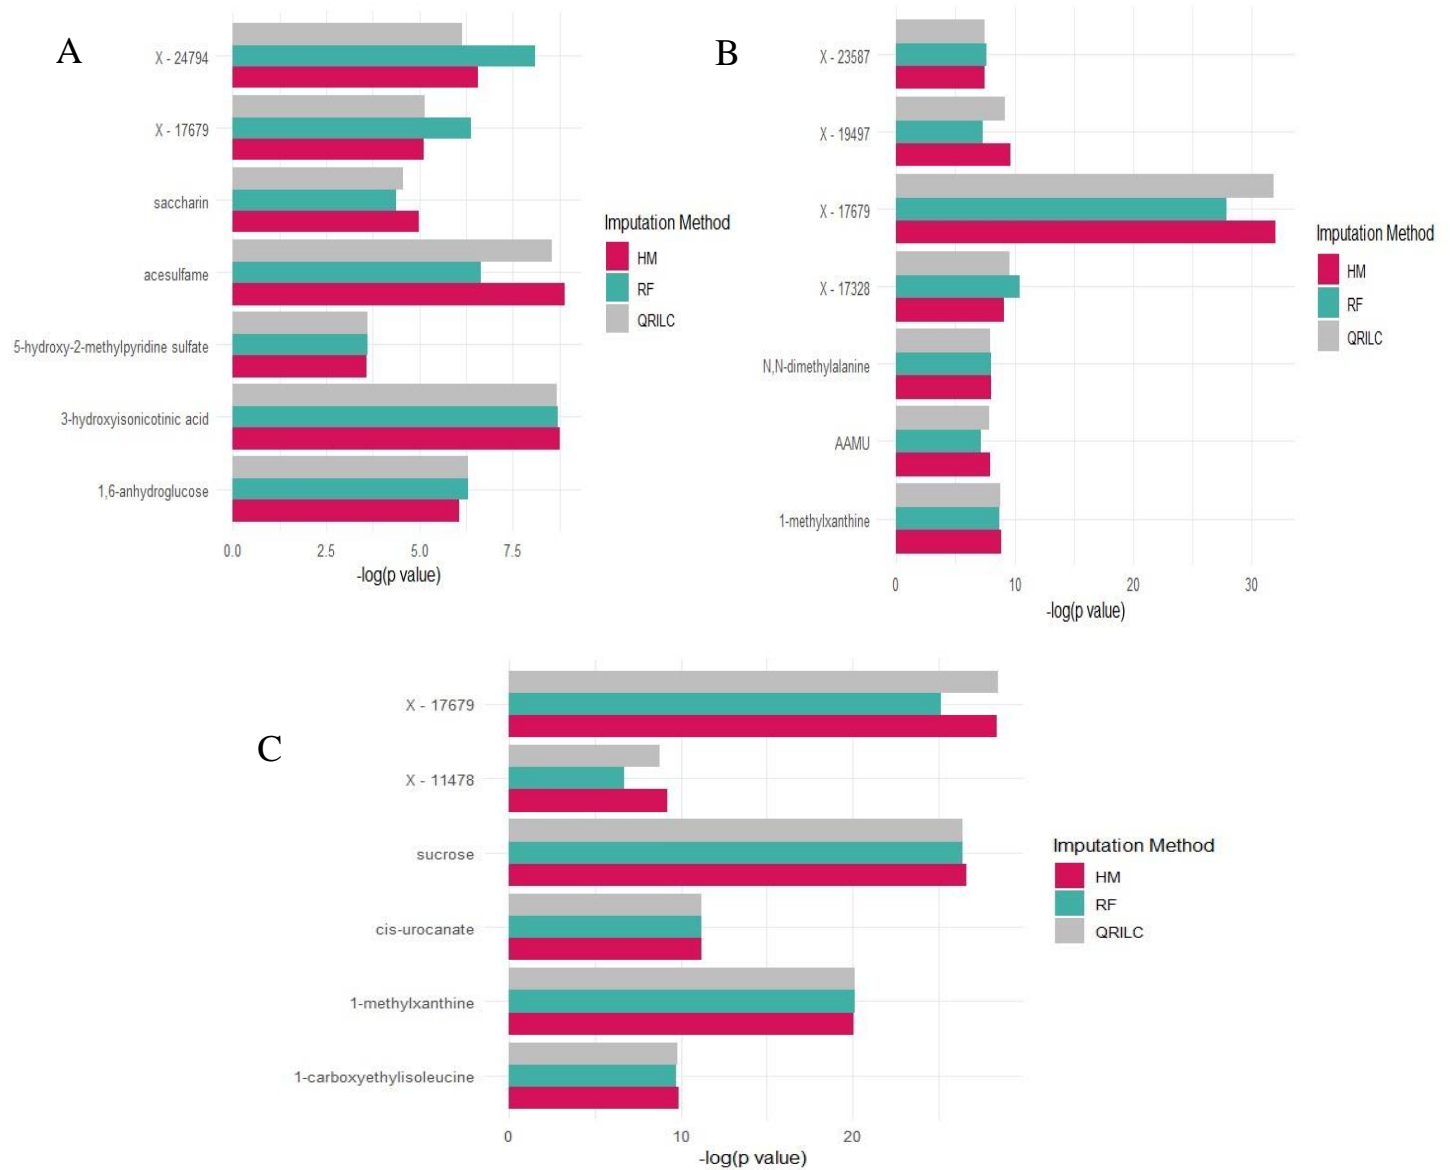 A
X - 24794
X - 17679
saccharin
acesulfame
5-hydroxy-2-methylpyridine sulfate
3-hydroxyisonicotinic acid
1,6-anhydroglucose
0.0 2.5 5.0 7.5
-log(p value)
Imputation Method
HM
RF
QRILC
B
X - 23587
X - 19497
X - 17679
X - 17328
N,N-dimethylalanine
AAMU
1-methylxanthine
0 10 20 30
-log(p value)
Imputation Method
HM
RF
QRILC
C
X - 17679
X - 11478
sucrose
cis-urocanate
1-methylxanthine
1-carboxyethylisoleucine
0 10 20
-log(p value)
Imputation Method
HM
RF
QRILC